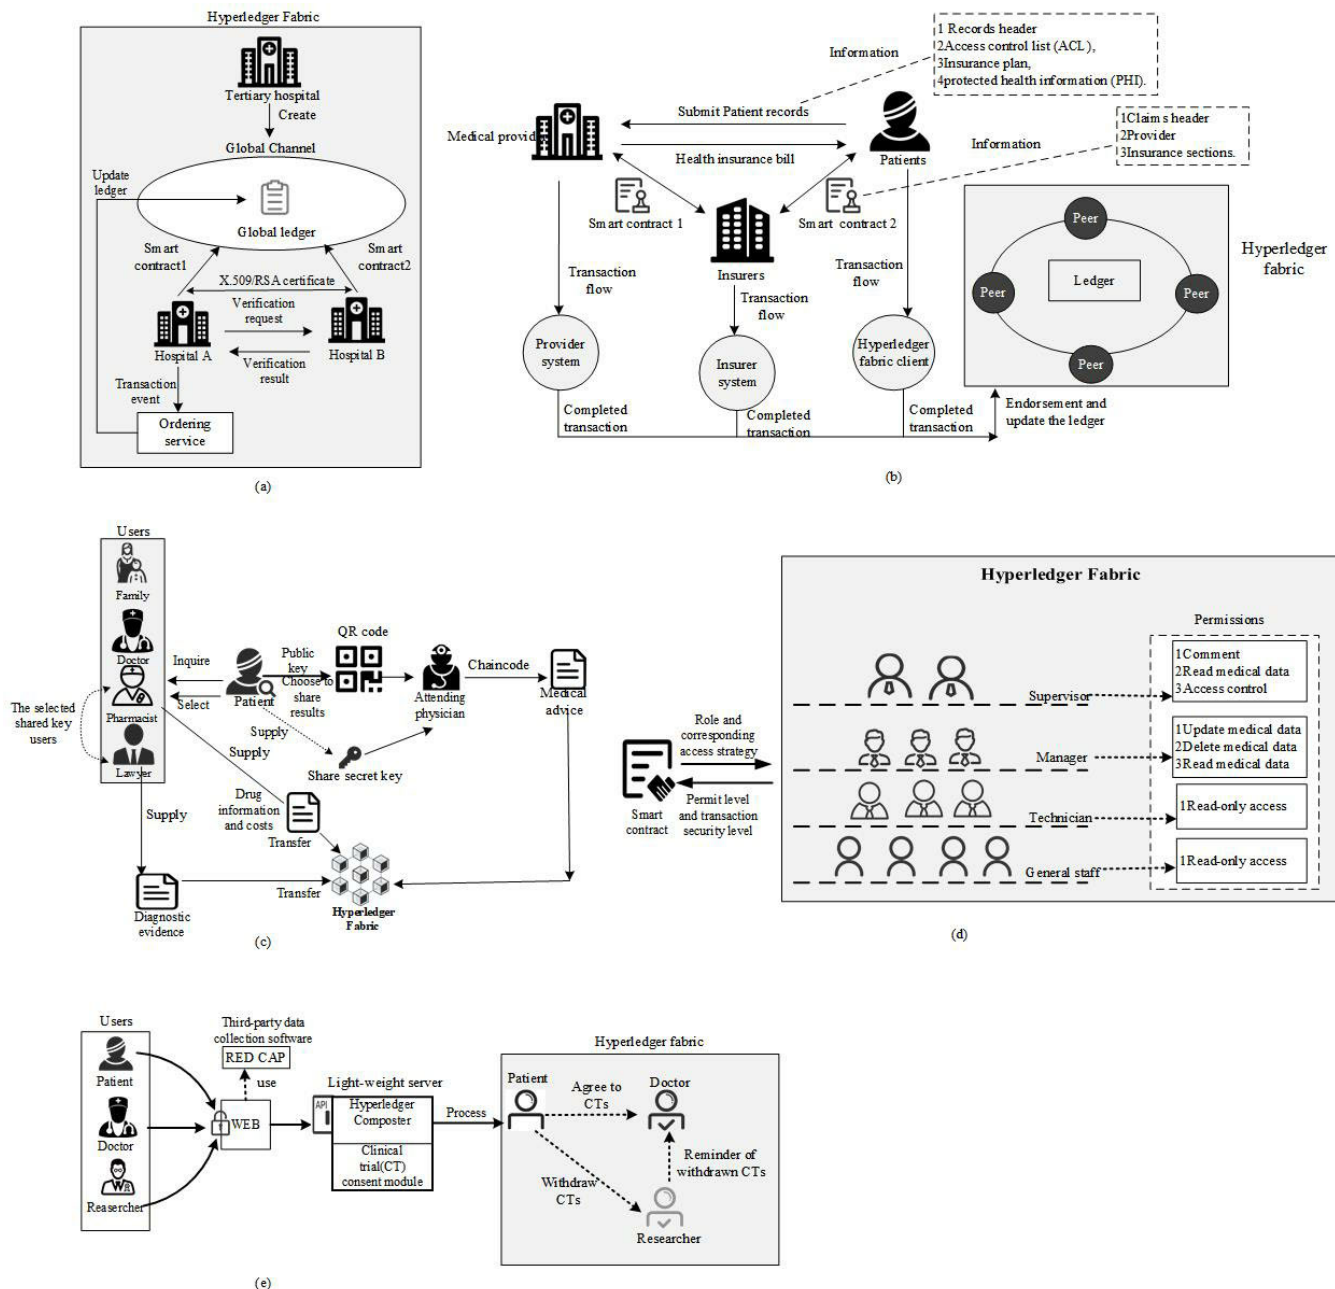 Hyperledger Fabric
Tertiary hospital
Create
Global Channel
Update
ledger
Global ledger
Smart
contract1
Smart
contract2
X.509/RSA certificate
Verification
request
Hospital A
Hospital B
Verification
result
Transaction
event
Ordering
service
(a)
1 Records header
2Access control list (ACL),
3Insurance plan,
4protected health information (PHI).
Information
Submit Patient records
Medical provid
Health insurance bill
Patients
1Claims header
2Provider
3Insurance sections.
Information
Smart contract 1
Smart contract 2
Insurers
Transaction
flow
Transaction
flow
Transaction
flow
Provider
system
Insurer
system
Hyperledger
fabric client
Completed
transaction
Completed
transaction
Completed
transaction
Endorsement and
update the ledger
Peer
Peer
Ledger
Peer
Peer
Hyperledger
fabric
(b)
Users
Family
Doctor
Pharmacist
Lawyer
The selected
shared key
users
Inquire
Select
Patient
Public
key
Choose to
share
results
QR code
Attending
physician
Chaincode
Medical
advice
Supply
Supply
Share secret key
Supply
Drug
information
and costs
Transfer
Diagnostic
evidence
Transfer
Hyperledger
Fabric
(c)
Hyperledger Fabric
Permissions
1Comment
2Read medical data
3Access control
Supervisor
1Update medical data
2Delete medical data
3Read medical data
Manager
1Read-only access
Technician
1Read-only access
General staff
Role and
corresponding
access strategy
Smart
contract
Permit level
and transaction
security level
(d)
Users
Patient
Doctor
Reasercher
Third-party data
collection software
RED CAP
use
WEB
Light-weight server
API
Hyperledger
Composter
Clinical
trial(CT)
consent module
Process
Hyperledger fabric
Patient
Agree to
CTs
Doctor
Withdraw
CTs
Reminder of
withdrawn CTs
Researcher
(e)